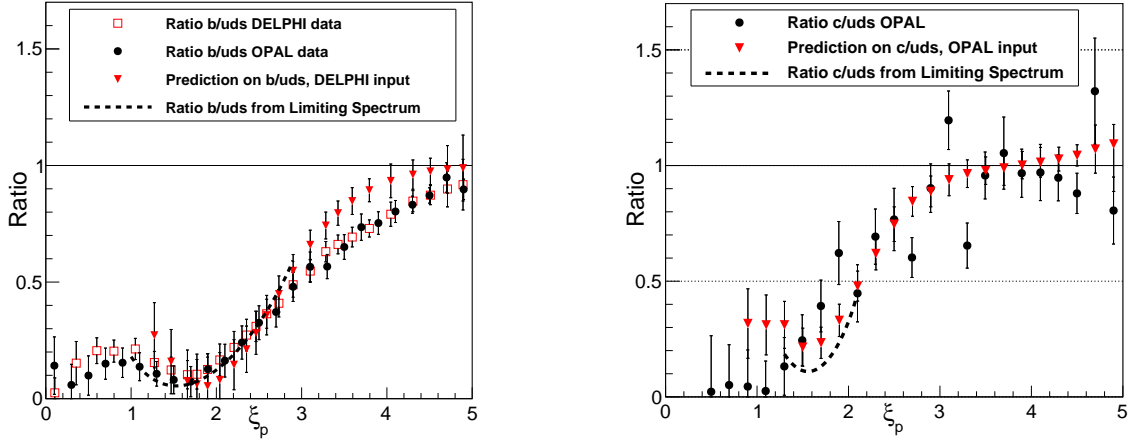 Ratio b/uds DELPHI data
Ratio b/uds OPAL data
Prediction on b/uds, DELPHI input
Ratio b/uds from Limiting Spectrum
1.5
1
0.5
0
Ratio
0 1 2 3 4 5
ξp
Ratio c/uds OPAL
Prediction on c/uds, OPAL input
Ratio c/uds from Limiting Spectrum
1.5
1
0.5
0
Ratio
0 1 2 3 4 5
ξp